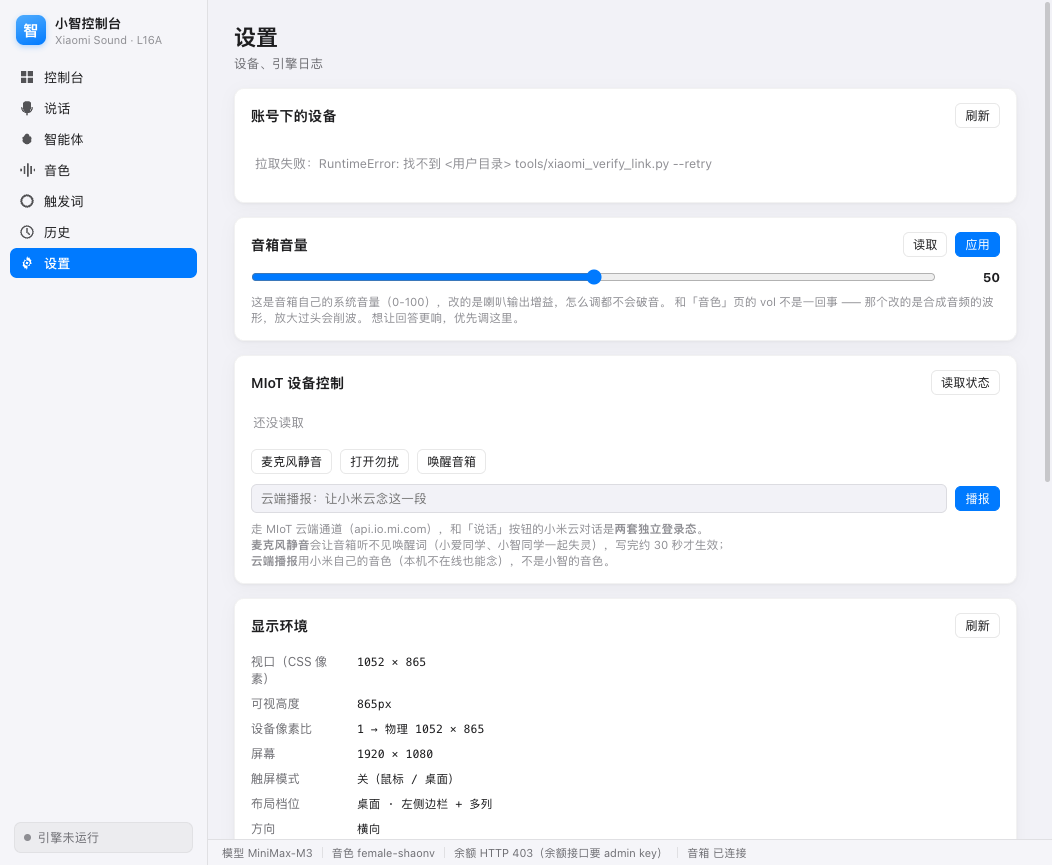 智
小智控制台
Xiaomi Sound · L16A
控制台
说话
智能体
音色
触发词
历史
设置
引擎未运行
设置
设备、引擎日志
账号下的设备
刷新
拉取失败：RuntimeError: 找不到 <用户目录> tools/xiaomi_verify_link.py --retry
音箱音量
读取
应用
50
这是音箱自己的系统音量（0-100），改的是喇叭输出增益，怎么调都不会破音。 和「音色」页的 vol 不是一回事 —— 那个改的是合成音频的波
形，放大过头会削波。 想让回答更响，优先调这里。
MIoT 设备控制
读取状态
还没读取
麦克风静音
打开勿扰
唤醒音箱
云端播报：让小米云念这一段
播报
走 MIoT 云端通道（api.io.mi.com），和「说话」按钮的小米云对话是两套独立登录态。
麦克风静音会让音箱听不见唤醒词（小爱同学、小智同学一起失灵），写完约 30 秒才生效；
云端播报用小米自己的音色（本机不在线也能念），不是小智的音色。
显示环境
刷新
视口（CSS 像
素）
1052 × 865
可视高度
865px
设备像素比
1 → 物理 1052 × 865
屏幕
1920 × 1080
触屏模式
关（鼠标 / 桌面）
布局档位
桌面 · 左侧边栏 + 多列
方向
横向
模型 MiniMax-M3
音色 female-shaonv
余额 HTTP 403（余额接口要 admin key）
音箱 已连接